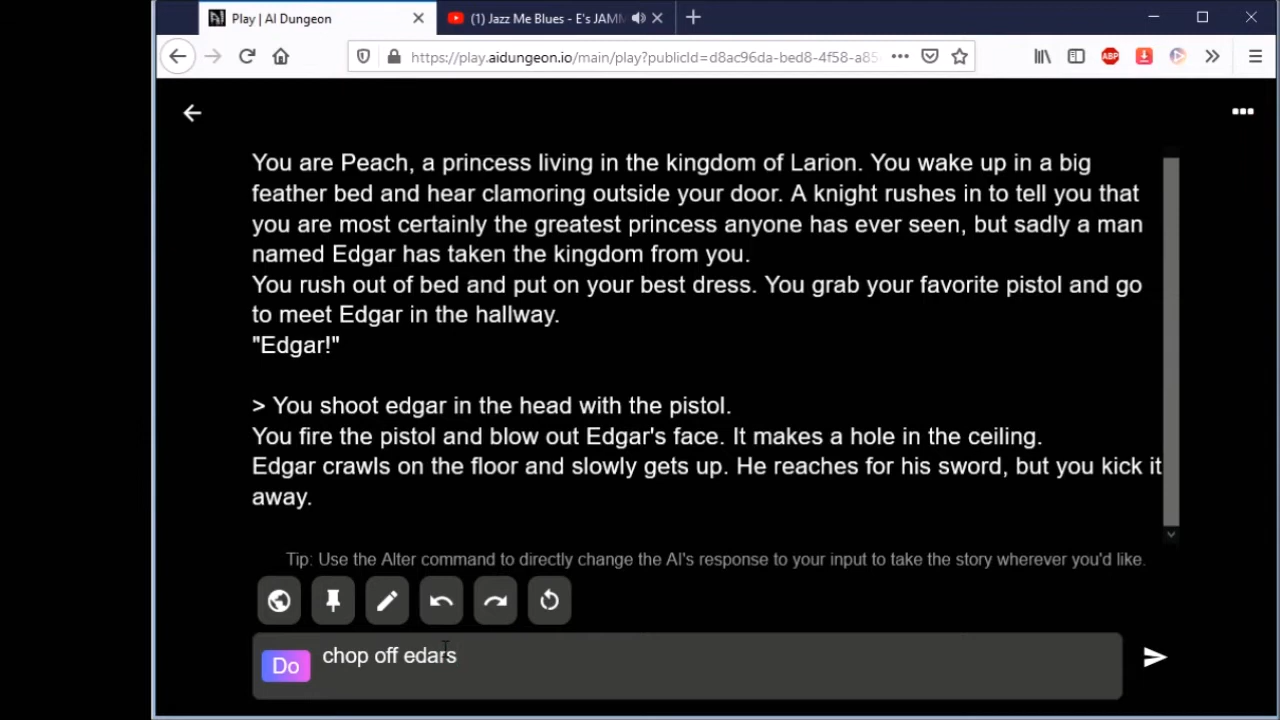 Play | AI Dungeon
(1) Jazz Me Blues - E's JAMM
https://play.aidungeon.io/main/play?publicId=d8ac96da-bed8-4f58-a85
ABP
You are Peach, a princess living in the kingdom of Larion. You wake up in a big
feather bed and hear clamoring outside your door. A knight rushes in to tell you that
you are most certainly the greatest princess anyone has ever seen, but sadly a man
named Edgar has taken the kingdom from you.
You rush out of bed and put on your best dress. You grab your favorite pistol and go
to meet Edgar in the hallway.
"Edgar!"
> You shoot edgar in the head with the pistol.
You fire the pistol and blow out Edgar's face. It makes a hole in the ceiling.
Edgar crawls on the floor and slowly gets up. He reaches for his sword, but you kick it
away.
Tip: Use the Alter command to directly change the AI's response to your input to take the story wherever you'd like.
Do chop off edars